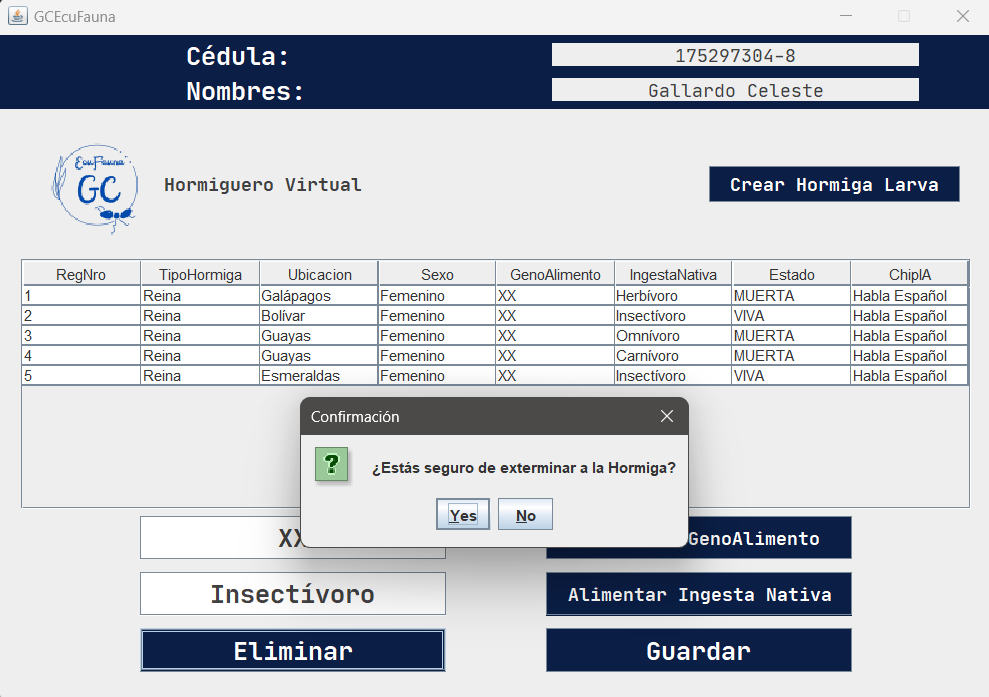 GCEcuFauna
Cédula: 175297304-8
Nombres: Gallardo Celeste
EcuFauna
GC
Hormiguero Virtual
Crear Hormiga Larva
RegNro TipoHormiga Ubicacion Sexo GenoAlimento IngestaNativa Estado ChipIA
1 Reina Galápagos Femenino XX Herbívoro MUERTA Habla Español
2 Reina Bolívar Femenino XX Insectívoro VIVA Habla Español
3 Reina Guayas Femenino XX Omnívoro MUERTA Habla Español
4 Reina Guayas Femenino XX Carnívoro MUERTA Habla Español
5 Reina Esmeraldas Femenino XX Insectívoro VIVA Habla Español
Confirmación
?
¿Estás seguro de exterminar a la Hormiga?
Yes No
XX GenoAlimento
Insectívoro Alimentar Ingesta Nativa
Eliminar Guardar